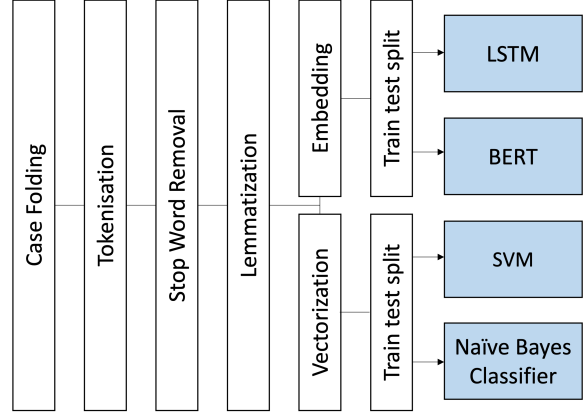 Case Folding
Tokenisation
Stop Word Removal
Lemmatization
Embedding
Train test split
LSTM
BERT
Vectorization
Train test split
SVM
Naïve Bayes
Classifier